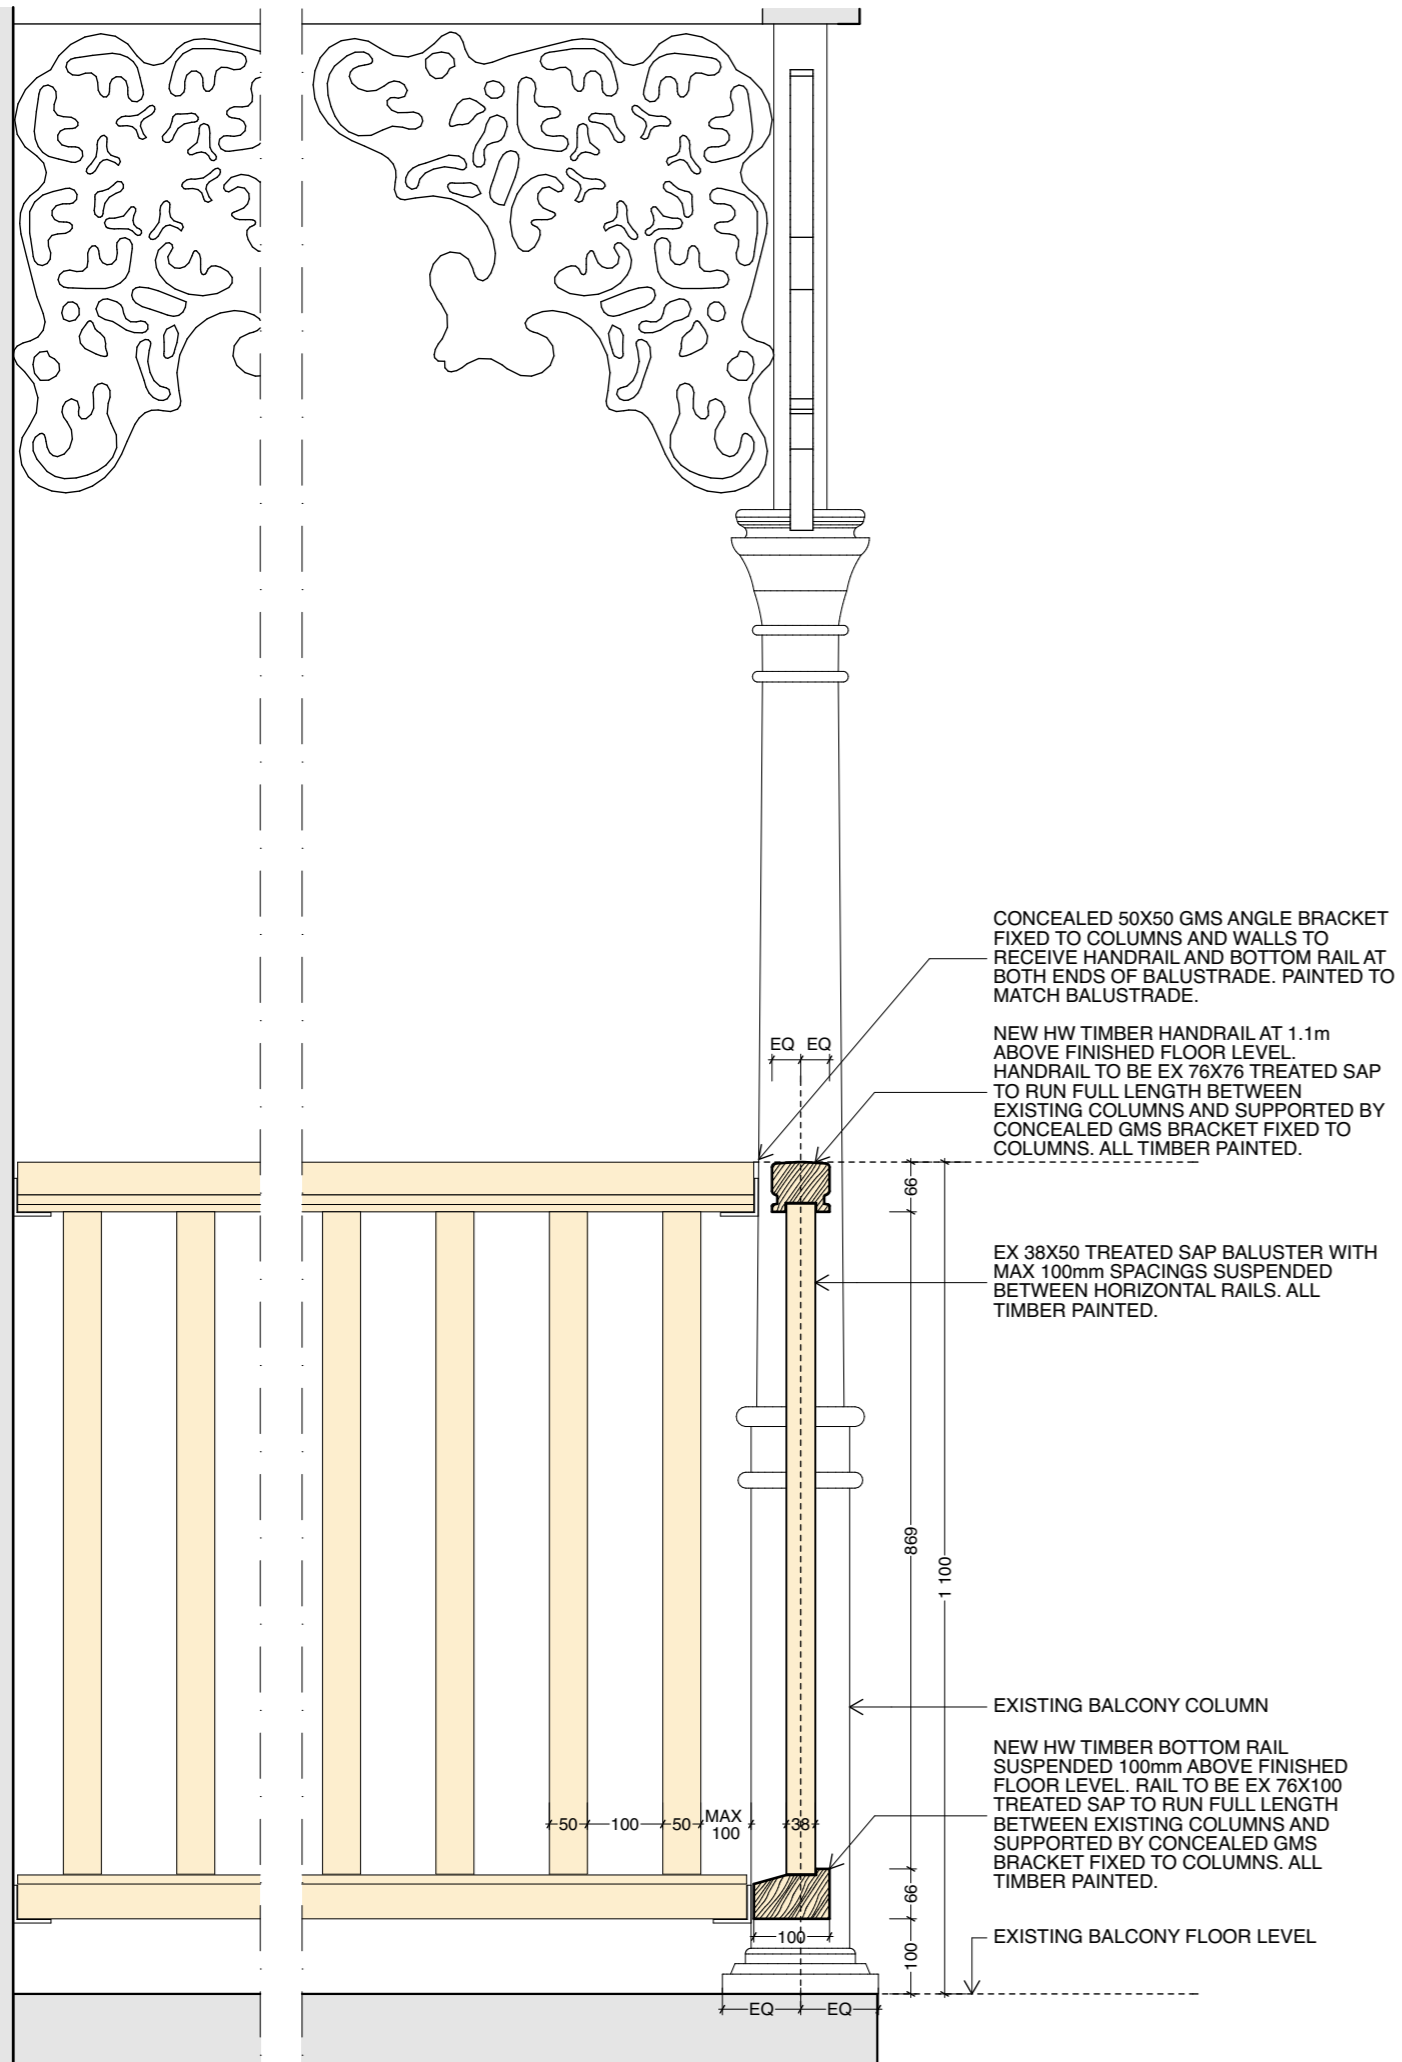 CONCEALED 50X50 GMS ANGLE BRACKET
FIXED TO COLUMNS AND WALLS TO
RECEIVE HANDRAIL AND BOTTOM RAIL AT
BOTH ENDS OF BALUSTRADE. PAINTED TO
MATCH BALUSTRADE.
NEW HW TIMBER HANDRAIL AT 1.1m
ABOVE FINISHED FLOOR LEVEL.
HANDRAIL TO BE EX 76X76 TREATED SAP
TO RUN FULL LENGTH BETWEEN
EXISTING COLUMNS AND SUPPORTED BY
CONCEALED GMS BRACKET FIXED TO
COLUMNS. ALL TIMBER PAINTED.
EQ EQ
66
EX 38X50 TREATED SAP BALUSTER WITH
MAX 100mm SPACINGS SUSPENDED
BETWEEN HORIZONTAL RAILS. ALL
TIMBER PAINTED.
869
1 100
EXISTING BALCONY COLUMN
NEW HW TIMBER BOTTOM RAIL
SUSPENDED 100mm ABOVE FINISHED
FLOOR LEVEL. RAIL TO BE EX 76X100
TREATED SAP TO RUN FULL LENGTH
BETWEEN EXISTING COLUMNS AND
SUPPORTED BY CONCEALED GMS
BRACKET FIXED TO COLUMNS. ALL
TIMBER PAINTED.
50 100 50 MAX
100
38
66
100
100
EXISTING BALCONY FLOOR LEVEL
EQ EQ